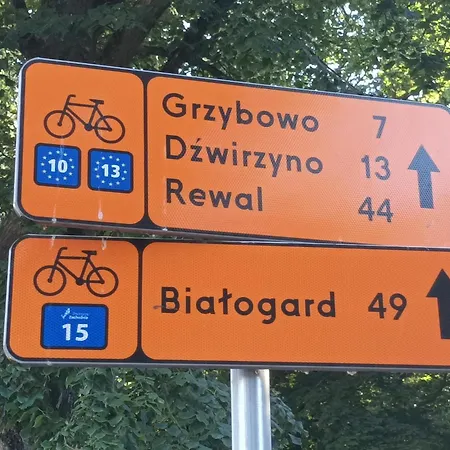 10 13
Grzybowo 7
Dźwirzyno 13
Rewal 44
15
Białogard 49